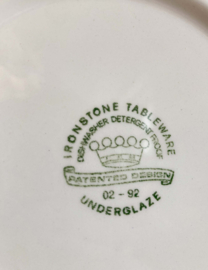 IRONSTONE TABLEWARE
DISHWASHER DETERGENT PROOF
PATENTED DESIGN
02 - 92
UNDERGLAZE